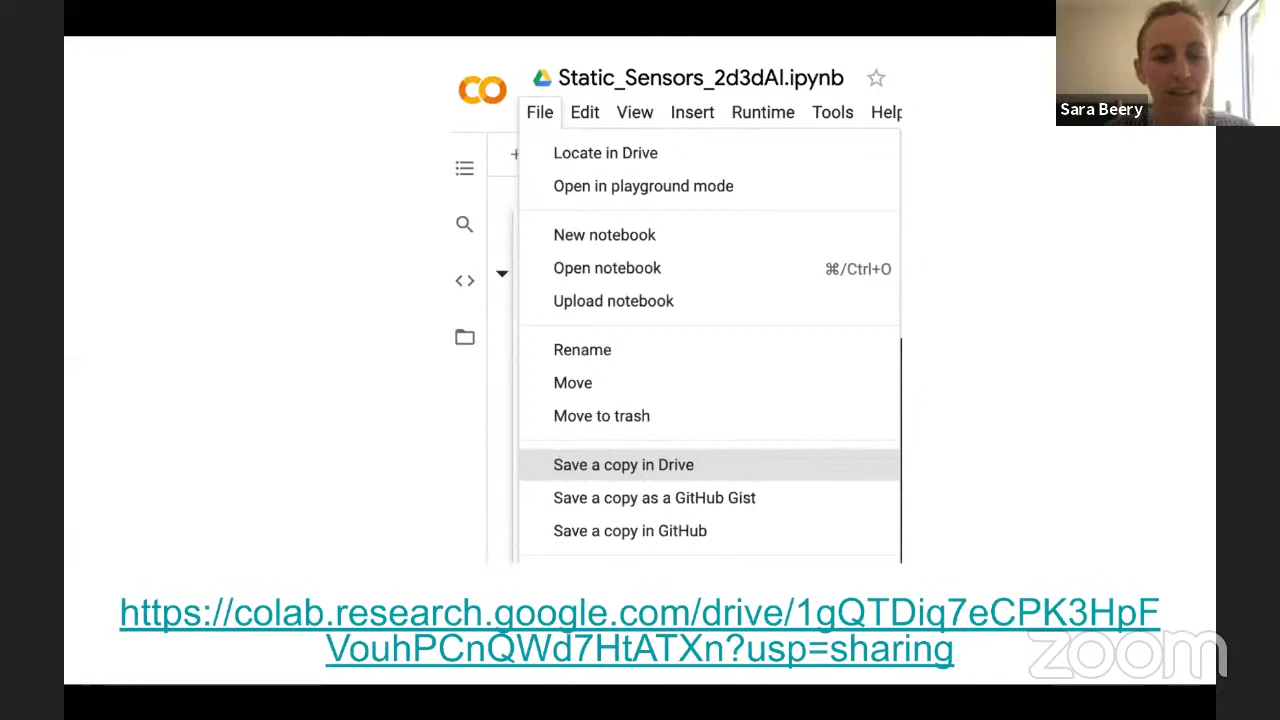 CO
Static_Sensors_2d3dAI.ipynb
File Edit View Insert Runtime Tools Help
Locate in Drive
Open in playground mode
New notebook
Open notebook ⌘/Ctrl+O
Upload notebook
Rename
Move
Move to trash
Save a copy in Drive
Save a copy as a GitHub Gist
Save a copy in GitHub
https://colab.research.google.com/drive/1gQTDiq7eCPK3HpF
VouhPCnQWd7HtATXn?usp=sharing
Sara Beery
zoom